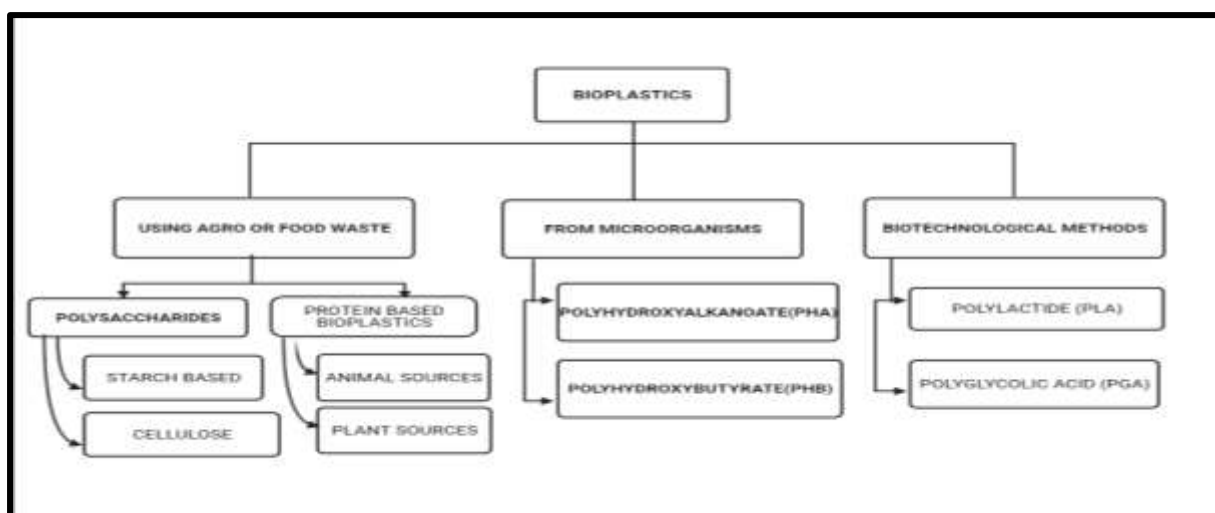 BIOPLASTICS
USING AGRO OR FOOD WASTE
FROM MICROORGANISMS
BIOTECHNOLOGICAL METHODS
POLYSACCHARIDES
STARCH BASED
CELLULOSE
PROTEIN BASED
BIOPLASTICS
ANIMAL SOURCES
PLANT SOURCES
POLYHYDROXYALKANOATE(PHA)
POLYHYDROXYBUTYRATE(PHB)
POLYLACTIDE (PLA)
POLYGLYCOLIC ACID (PGA)